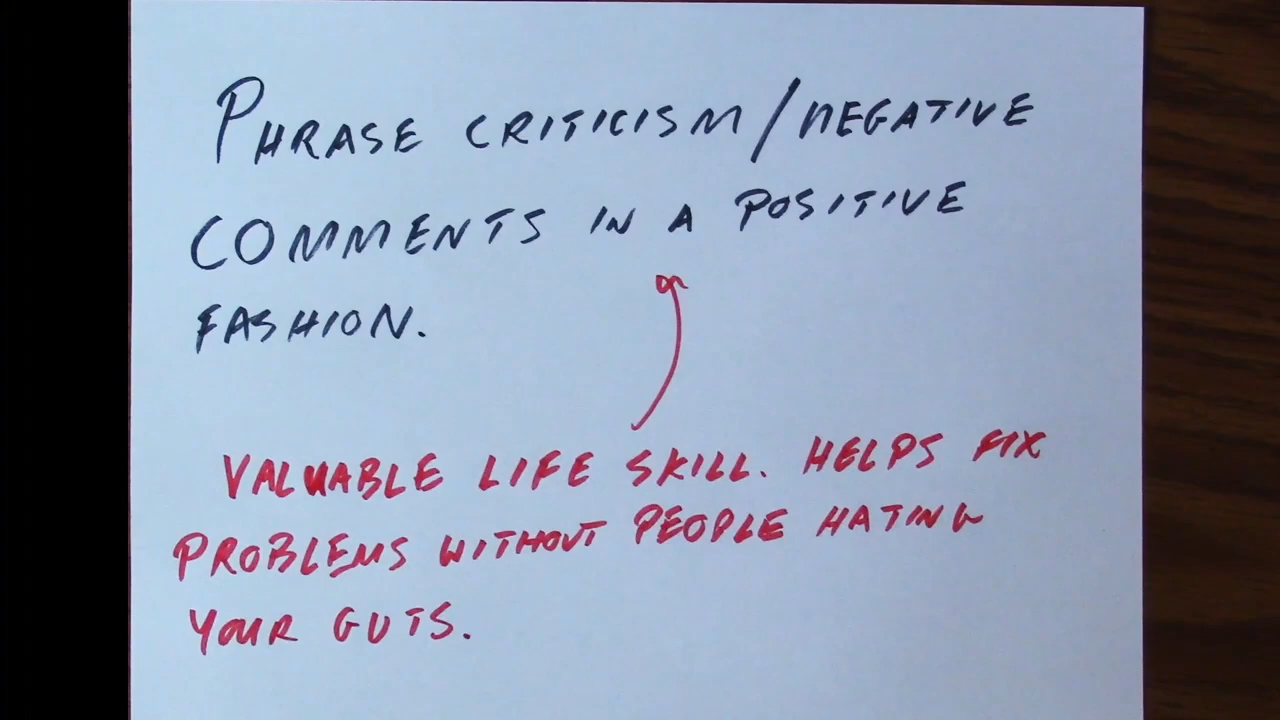 PHRASE CRITICISM/NEGATIVE
COMMENTS IN A POSITIVE
FASHION.
VALUABLE LIFE SKILL. HELPS FIX
PROBLEMS WITHOUT PEOPLE HATING
YOUR GUTS.